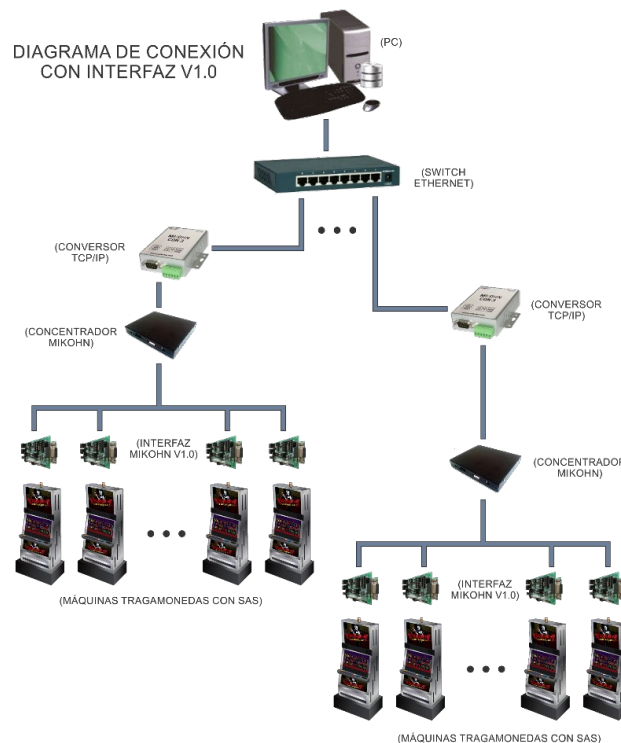 DIAGRAMA DE CONEXIÓN
CON INTERFAZ V1.0
(PC)
(SWITCH
ETHERNET)
(CONVERSOR
TCP/IP)
(CONVERSOR
TCP/IP)
(CONCENTRADOR
MIKOHN)
(INTERFAZ
MIKOHN V1.0)
(CONCENTRADOR
MIKOHN)
(MÁQUINAS TRAGAMONEDAS CON SAS)
(INTERFAZ
MIKOHN V1.0)
(MÁQUINAS TRAGAMONEDAS CON SAS)